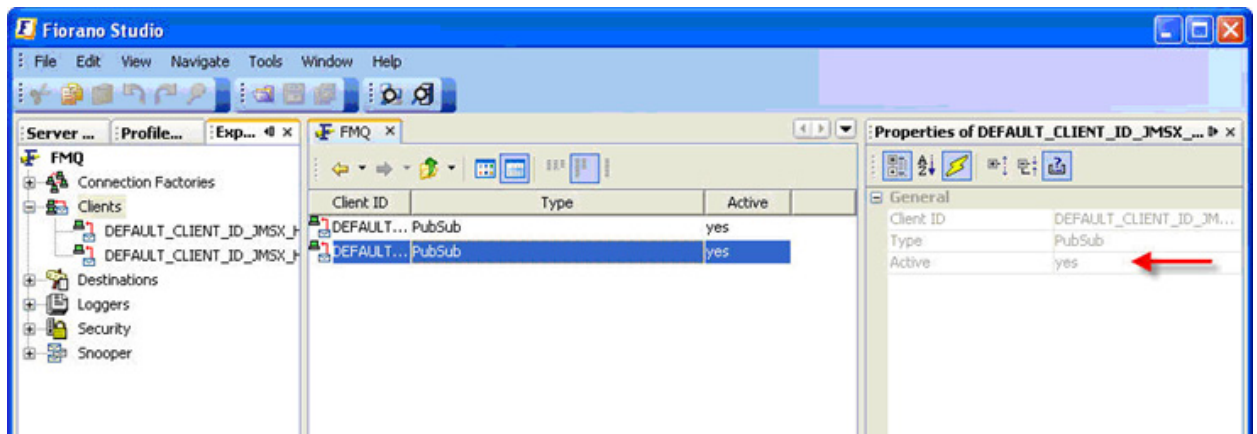 Fiorano Studio
File Edit View Navigate Tools Window Help
Server ... Profile... Exp...
FMQ
Connection Factories
Clients
DEFAULT_CLIENT_ID_JMSX_H
DEFAULT_CLIENT_ID_JMSX_H
Destinations
Loggers
Security
Snooper
FMQ
Client ID Type Active
DEFAULT... PubSub yes
DEFAULT... PubSub yes
Properties of DEFAULT_CLIENT_ID_JMSX_...
General
Client ID DEFAULT_CLIENT_ID_JM...
Type PubSub
Active yes